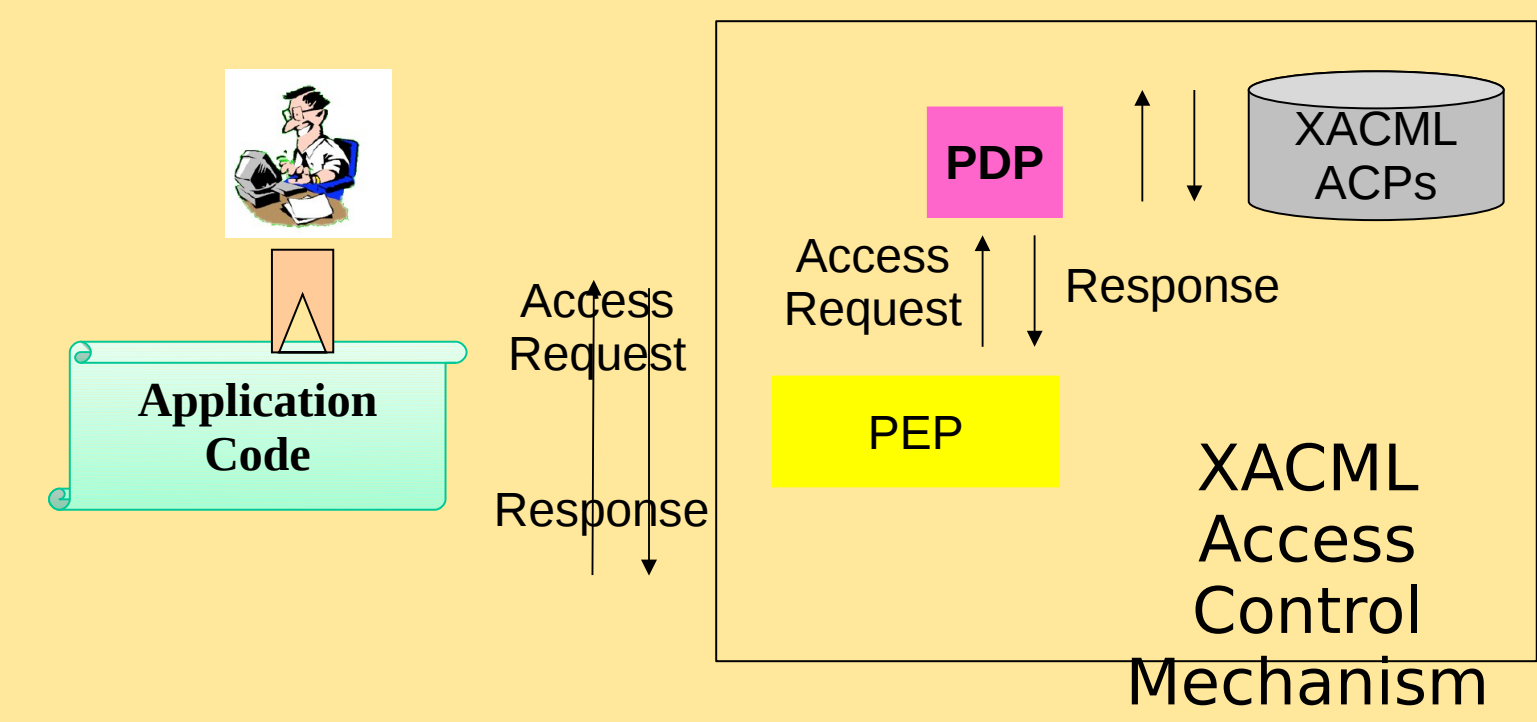 Application
Code
Access
Request
Response
PDP
XACML
ACPs
Access
Request
Response
PEP
XACML
Access
Control
Mechanism